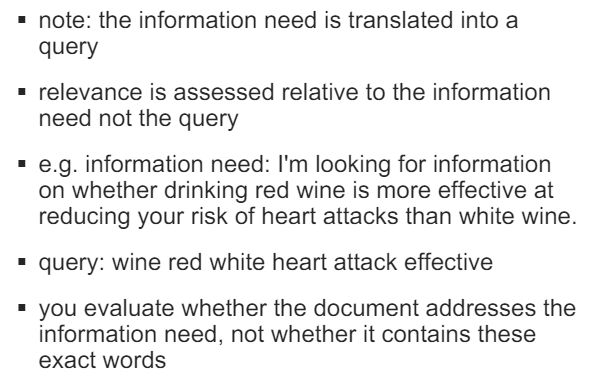 ▪ note: the information need is translated into a
query
▪ relevance is assessed relative to the information
need not the query
▪ e.g. information need: I'm looking for information
on whether drinking red wine is more effective at
reducing your risk of heart attacks than white wine.
▪ query: wine red white heart attack effective
▪ you evaluate whether the document addresses the
information need, not whether it contains these
exact words